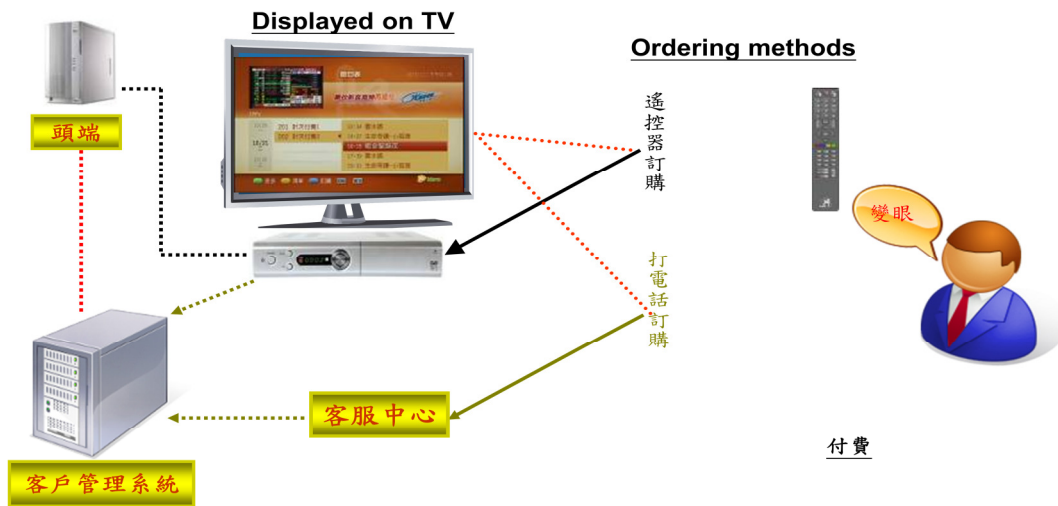 Displayed on TV
Ordering methods
頭端
遙控器訂購
變眼
打電話訂購
客服中心
付費
客戶管理系統